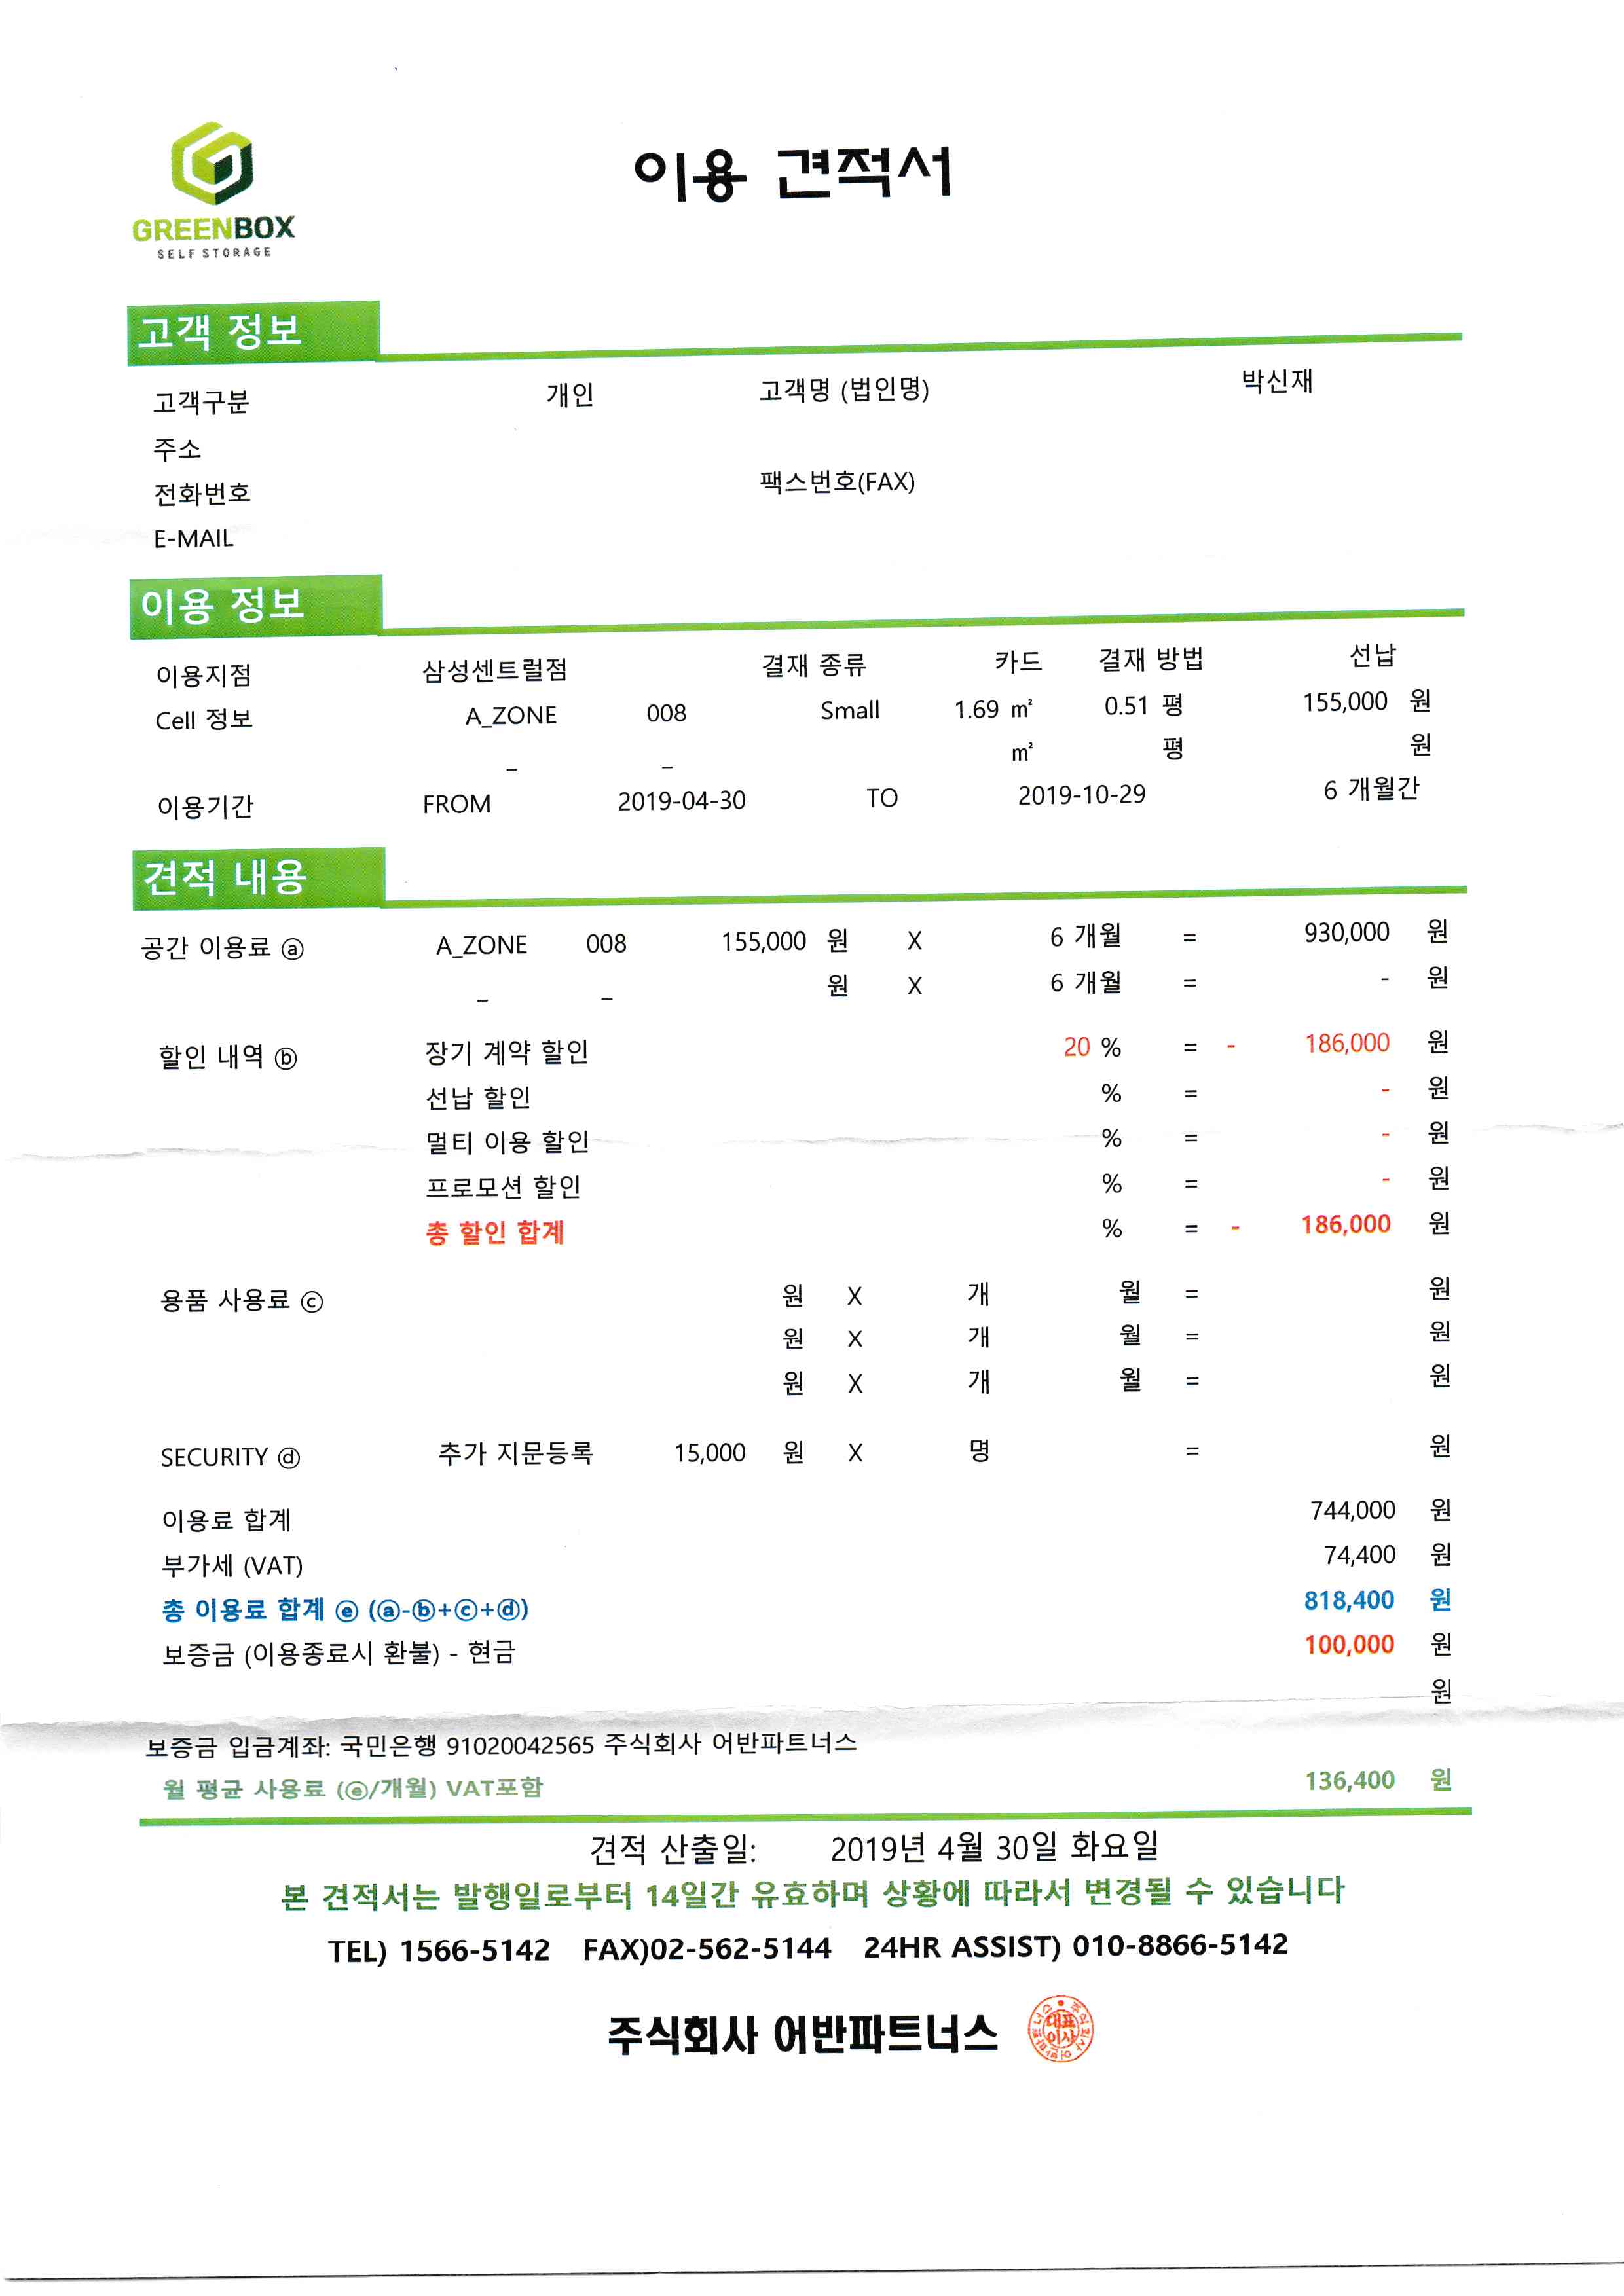 GREENBOX
SELF STORAGE
이용 견적서
고객 정보
고객구분 개인 고객명 (법인명) 박신재
주소
전화번호 팩스번호(FAX)
E-MAIL
이용 정보
이용지점 삼성센트럴점 결재 종류 카드 결재 방법 선납
Cell 정보 A_ZONE 008 Small 1.69 ㎡ 0.51 평 155,000 원
_ _ ㎡ 평 원
이용기간 FROM 2019-04-30 TO 2019-10-29 6 개월간
견적 내용
공간 이용료 ⓐ A_ZONE 008 155,000 원 X 6 개월 = 930,000 원
_ _ 원 X 6 개월 = - 원
할인 내역 ⓑ 장기 계약 할인 20 % = - 186,000 원
선납 할인 % = - 원
멀티 이용 할인 % = - 원
프로모션 할인 % = - 원
총 할인 합계 % = - 186,000 원
용품 사용료 ⓒ 원 X 개 월 = 원
원 X 개 월 = 원
원 X 개 월 = 원
SECURITY ⓓ 추가 지문등록 15,000 원 X 명 = 원
이용료 합계 744,000 원
부가세 (VAT) 74,400 원
총 이용료 합계 ⓔ (ⓐ-ⓑ+ⓒ+ⓓ) 818,400 원
보증금 (이용종료시 환불) - 현금 100,000 원
원
보증금 입금계좌: 국민은행 91020042565 주식회사 어반파트너스
월 평균 사용료 (ⓔ/개월) VAT포함 136,400 원
견적 산출일: 2019년 4월 30일 화요일
본 견적서는 발행일로부터 14일간 유효하며 상황에 따라서 변경될 수 있습니다
TEL) 1566-5142 FAX)02-562-5144 24HR ASSIST) 010-8866-5142
주식회사 어반파트너스
대표
이사